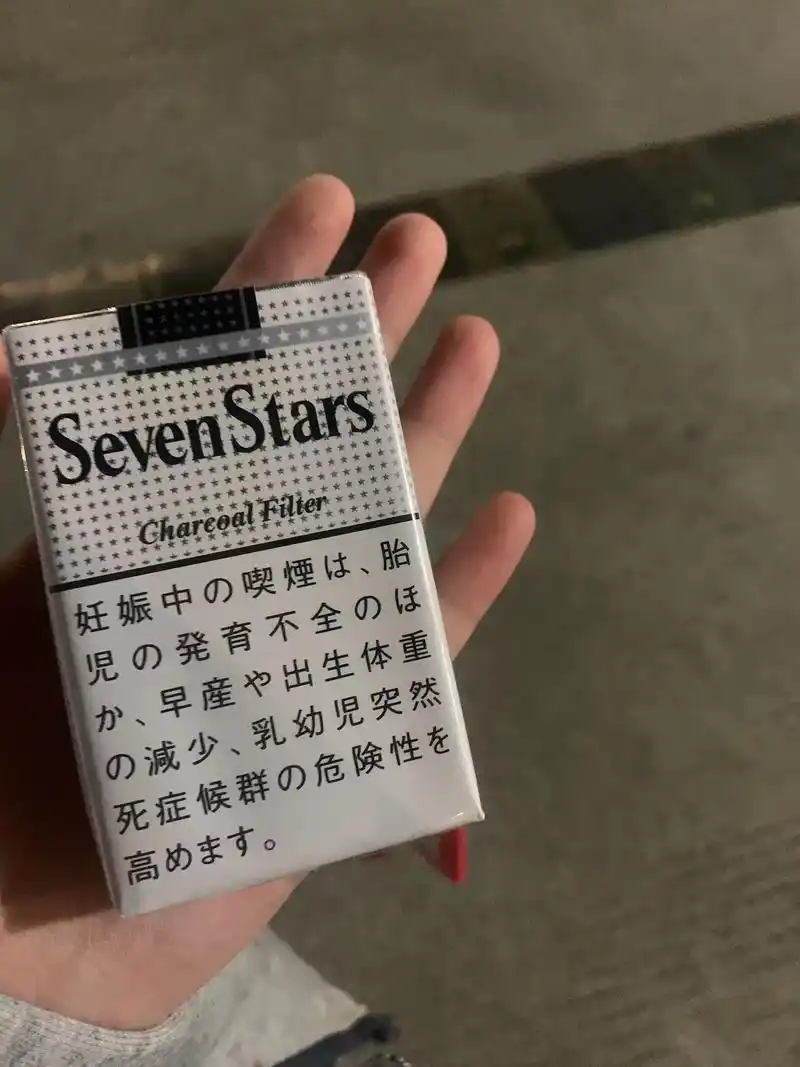 Seven Stars
Charcoal Filter
妊娠中の喫煙は、胎
児の発育不全のほ
か、早産や出生体重
の減少、乳幼児突然
死症候群の危険性を
高めます。